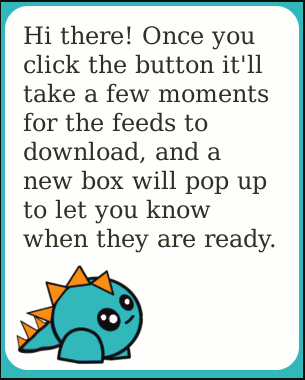 Hi there! Once you
click the button it'll
take a few moments
for the feeds to
download, and a
new box will pop up
to let you know
when they are ready.